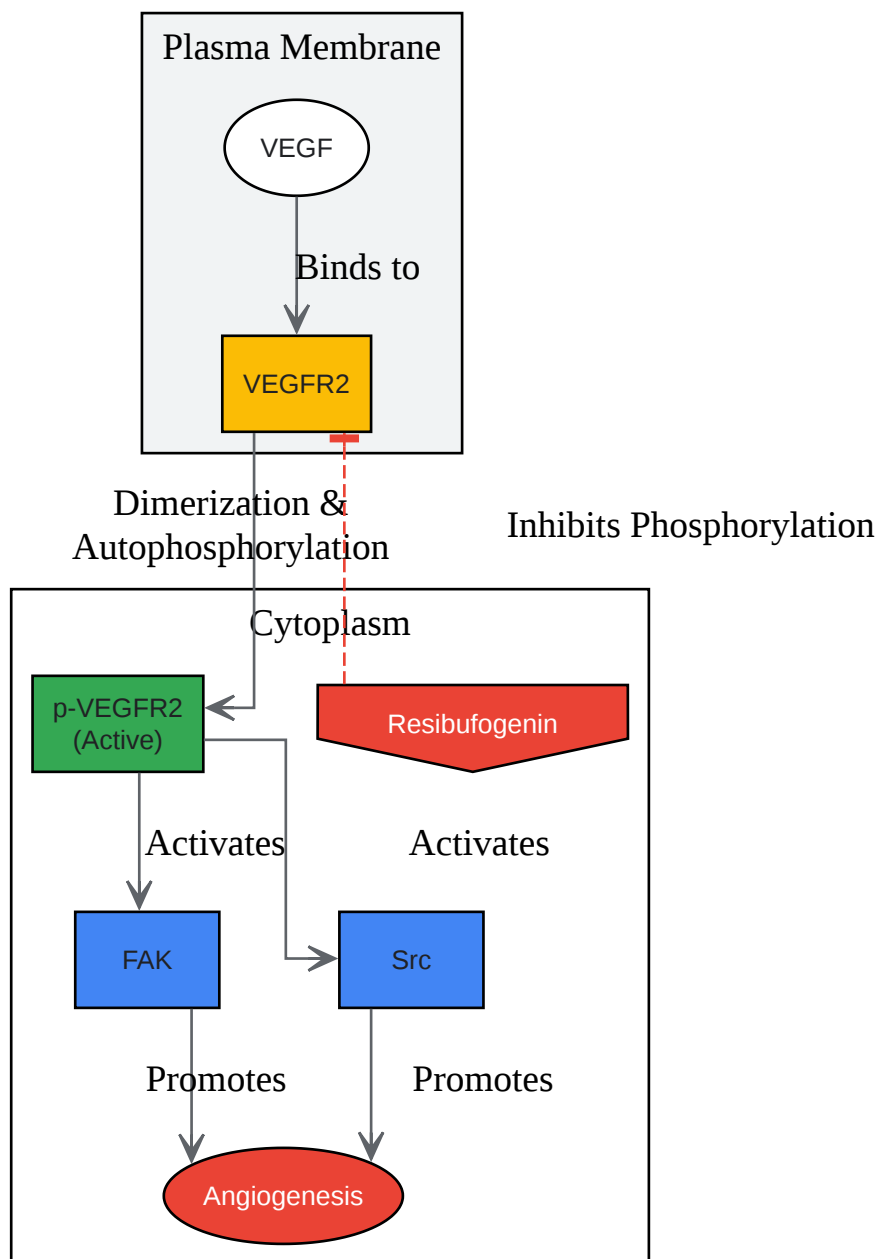 Plasma Membrane
VEGF
Binds to
VEGFR2
Dimerization &
Autophosphorylation
Inhibits Phosphorylation
Cytoplasm
p-VEGFR2
(Active)
Resibufogenin
Activates
Activates
FAK
Src
Promotes
Promotes
Angiogenesis